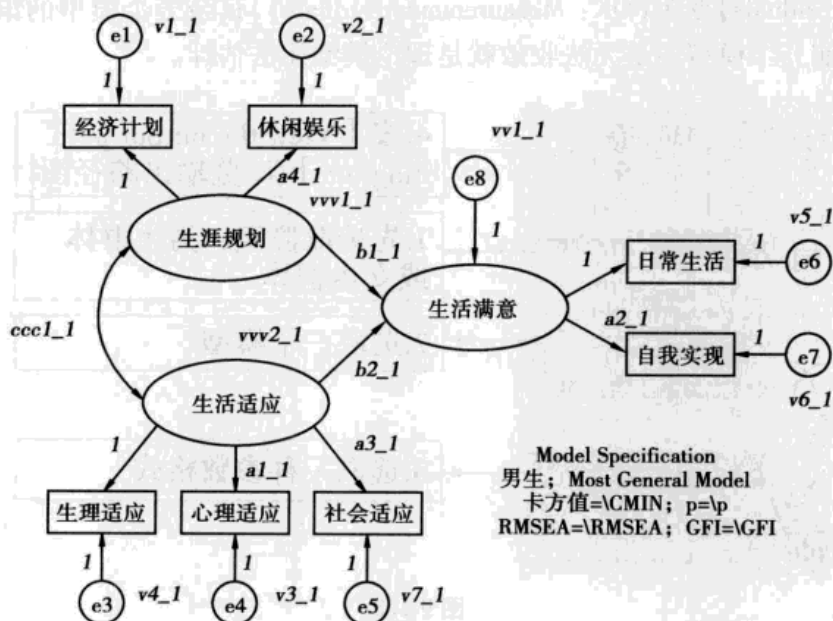 Measurement
e1 v1_1
e2 v2_1
1
1
经济计划
休闲娱乐
1
a4_1
vv1_1
e8
vvv1_1
生涯规划
b1_1
1
v5_1
日常生活
1
1
e6
生活满意
ccc1_1
vvv2_1
a2_1
自我实现
1
e7
b2_1
v6_1
生活适应
1
a1_1
a3_1
生理适应
心理适应
社会适应
1
1
1
e3 v4_1
e4 v3_1
e5 v7_1
Model Specification
男生；Most General Model
卡方值=\CMIN；p=\p
RMSEA=\RMSEA；GFI=\GFI